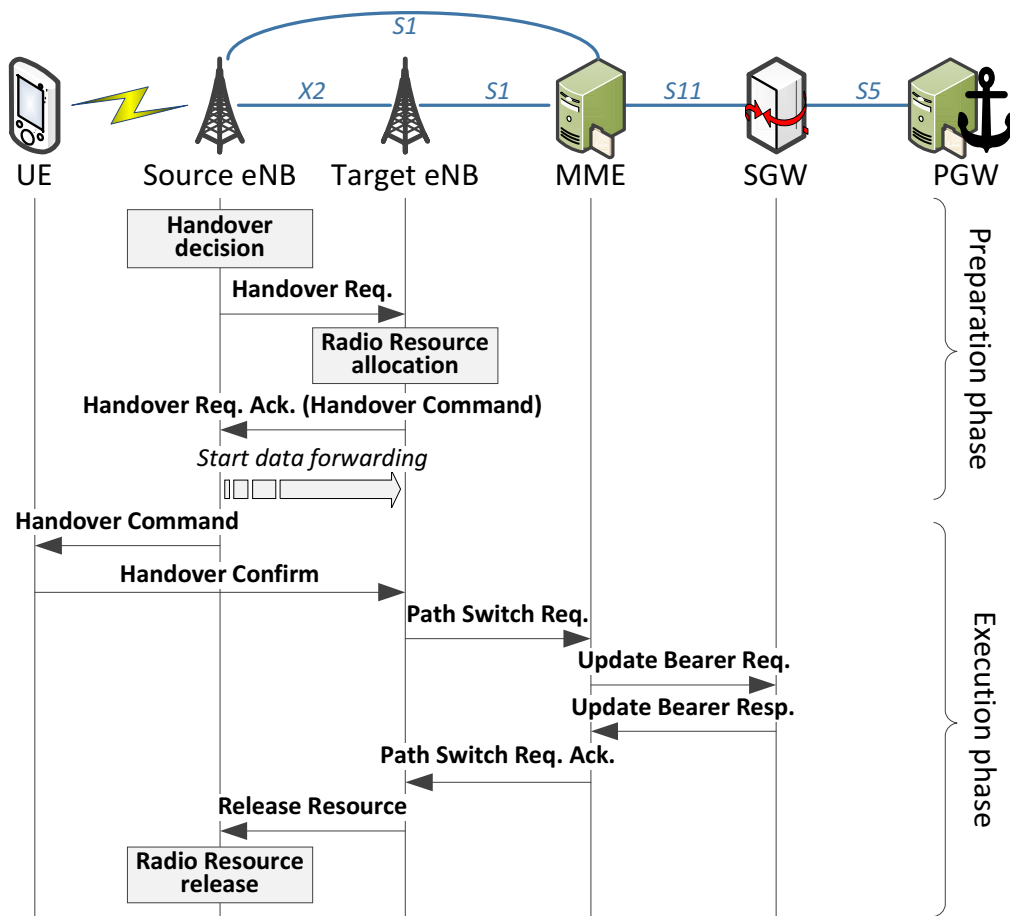 S1
X2
S1
S11
S5
UE
Source eNB
Target eNB
MME
SGW
PGW
Handover
decision
Handover Req.
Radio Resource
allocation
Handover Req. Ack. (Handover Command)
Start data forwarding
Preparation phase
Handover Command
Handover Confirm
Path Switch Req.
Update Bearer Req.
Update Bearer Resp.
Path Switch Req. Ack.
Release Resource
Radio Resource
release
Execution phase